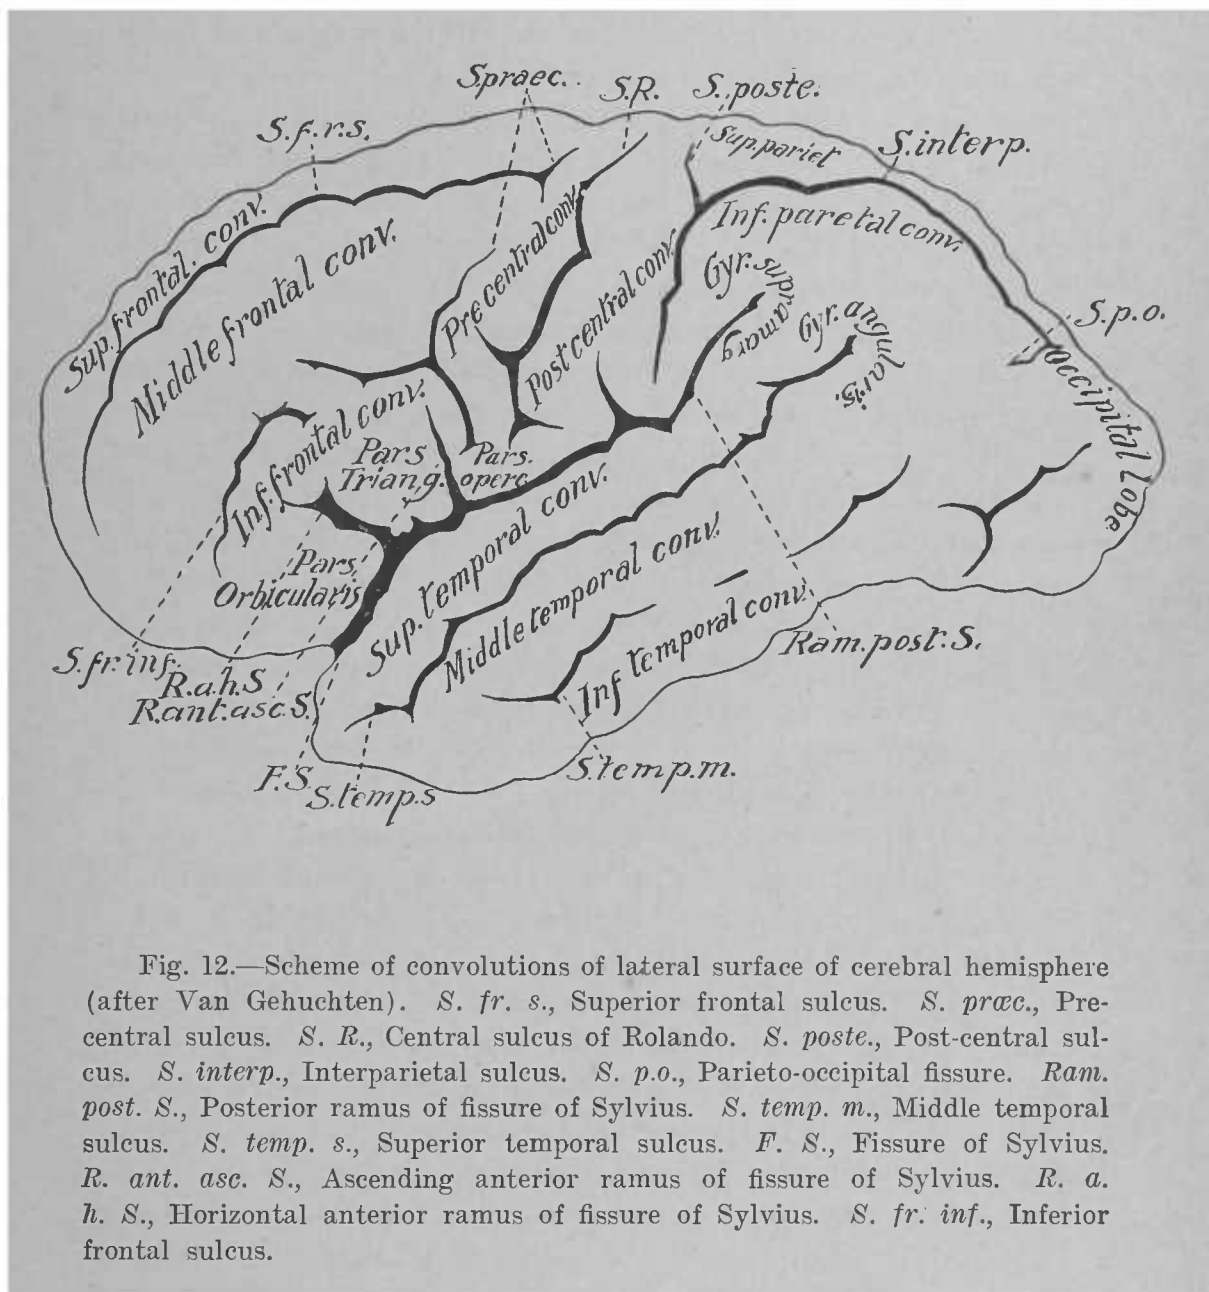 S.praec.
S.R.
S. poste.
S.f.r.s.
Sup.pariet
S.interp.
Sup. frontal. conv.
Middle frontal conv.
Pre central conv.
Post central conv.
Inf. paretal conv.
Gyr. supramarg
Gyr. angularis.
S.p.o.
Occipital Lobe
Inf. frontal conv.
Pars
Triang.
Pars.
operc
Pars
Orbicularis
Sup. temporal conv.
Middle temporal conv.
Inf temporal conv.
S.fr.inf.
R.a.h.S
R.ant.asc.S.
F.S.
S.temp.s
S.temp.m.
Ram.post.S.
Fig. 12.—Scheme of convolutions of lateral surface of cerebral hemisphere
(after Van Gehuchten). S. fr. s., Superior frontal sulcus. S. præc., Pre-
central sulcus. S. R., Central sulcus of Rolando. S. poste., Post-central sul-
cus. S. interp., Interparietal sulcus. S. p.o., Parieto-occipital fissure. Ram.
post. S., Posterior ramus of fissure of Sylvius. S. temp. m., Middle temporal
sulcus. S. temp. s., Superior temporal sulcus. F. S., Fissure of Sylvius.
R. ant. asc. S., Ascending anterior ramus of fissure of Sylvius. R. a.
h. S., Horizontal anterior ramus of fissure of Sylvius. S. fr. inf., Inferior
frontal sulcus.